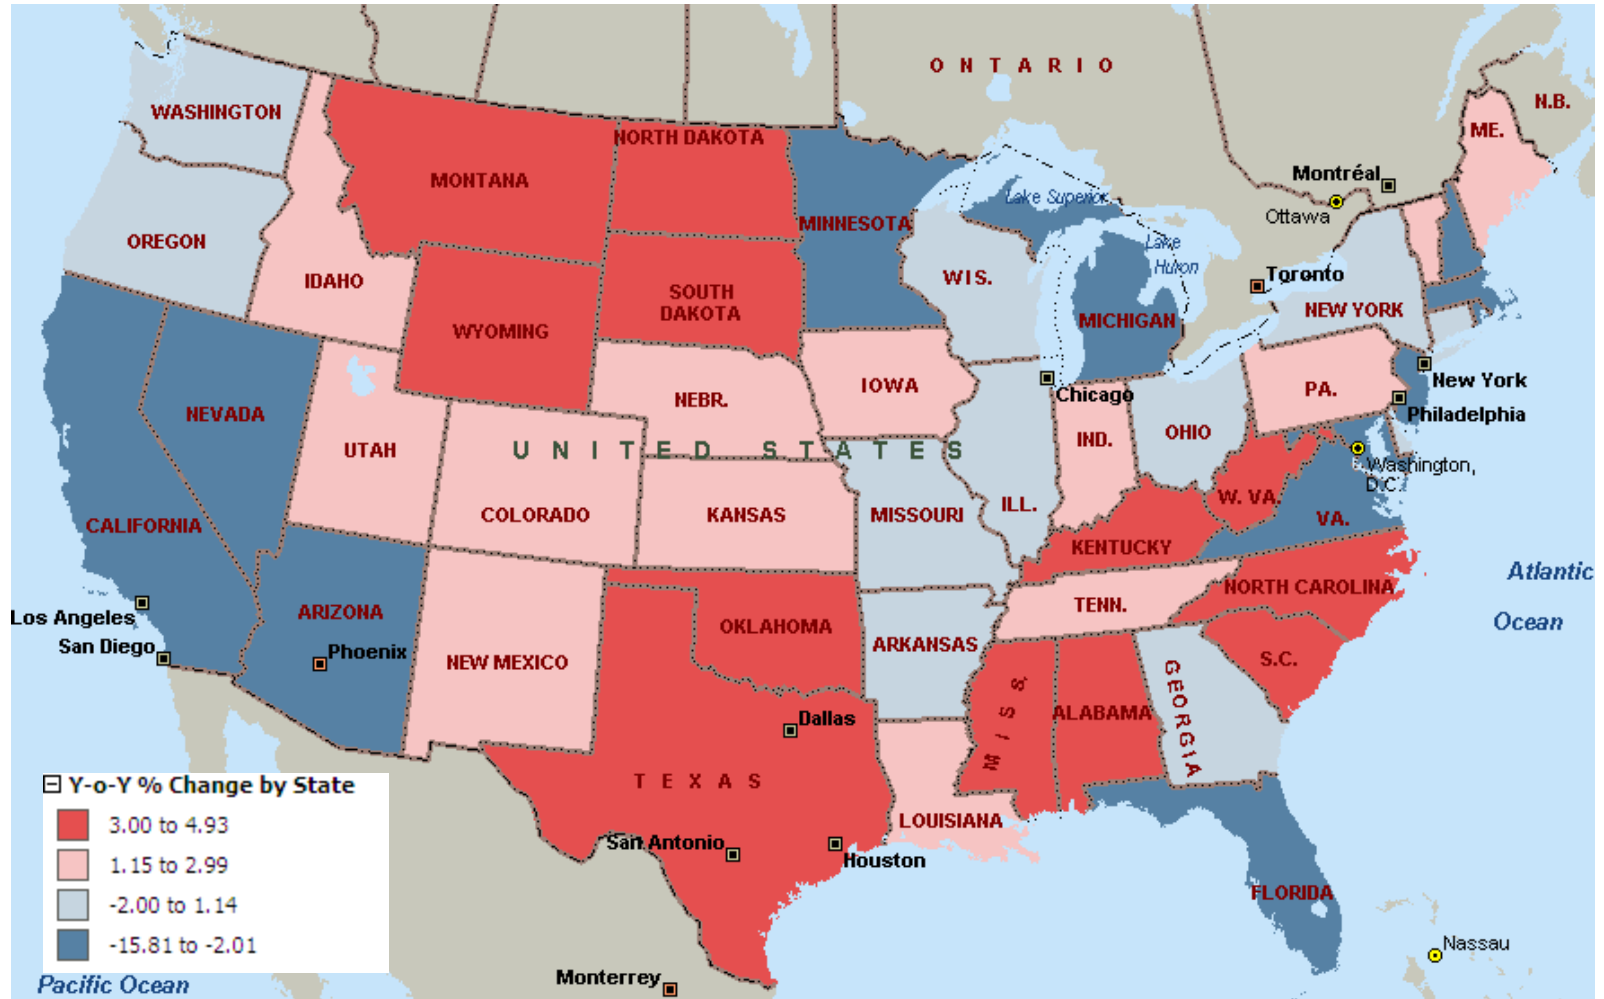 ONTARIO
N.B.
WASHINGTON
ME.
NORTH DAKOTA
Montréal
MONTANA
Lake Superior
Ottawa
MINNESOTA
OREGON
Lake
Huron
WIS.
Toronto
IDAHO
SOUTH
DAKOTA
NEW YORK
MICHIGAN
WYOMING
IOWA
Chicago
New York
PA.
NEBR.
Philadelphia
NEVADA
OHIO
IND.
UTAH
UNITED STATES
Washington,
D.C.
W. VA.
ILL.
COLORADO
KANSAS
MISSOURI
VA.
CALIFORNIA
KENTUCKY
Atlantic
Ocean
NORTH CAROLINA
TENN.
ARIZONA
Los Angeles
OKLAHOMA
San Diego
Phoenix
ARKANSAS
NEW MEXICO
S.C.
MISS.
ALABAMA
GEORGIA
Dallas
TEXAS
LOUISIANA
San Antonio
Houston
FLORIDA
Nassau
Monterrey
Pacific Ocean
Y-o-Y % Change by State
3.00 to 4.93
1.15 to 2.99
-2.00 to 1.14
-15.81 to -2.01